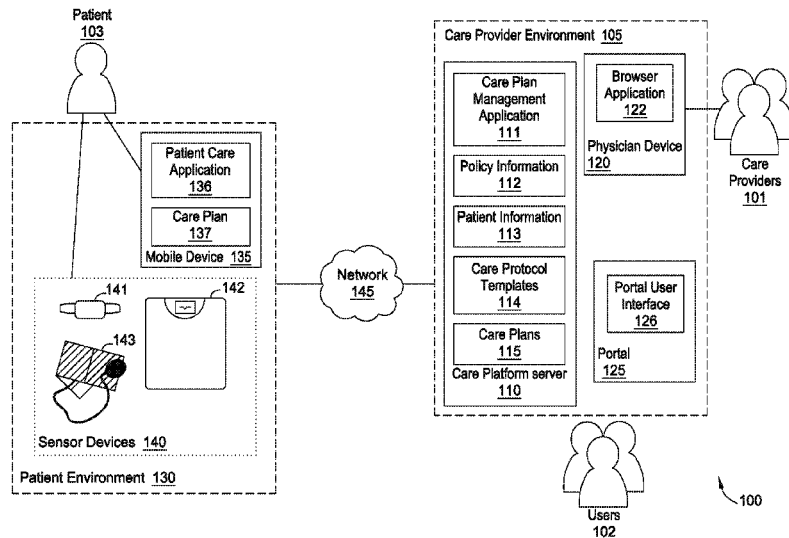 Patient
103
Patient Care
Application
136
Care Plan
137
Mobile Device 135
141
142
143
Sensor Devices 140
Patient Environment 130
Network
145
Care Provider Environment 105
Care Plan
Management
Application
111
Policy Information
112
Patient Information
113
Care Protocol
Templates
114
Care Plans
115
Care Platform server
110
Browser
Application
122
Physician Device
120
Portal User
Interface
126
Portal
125
Care
Providers
101
Users
102
100